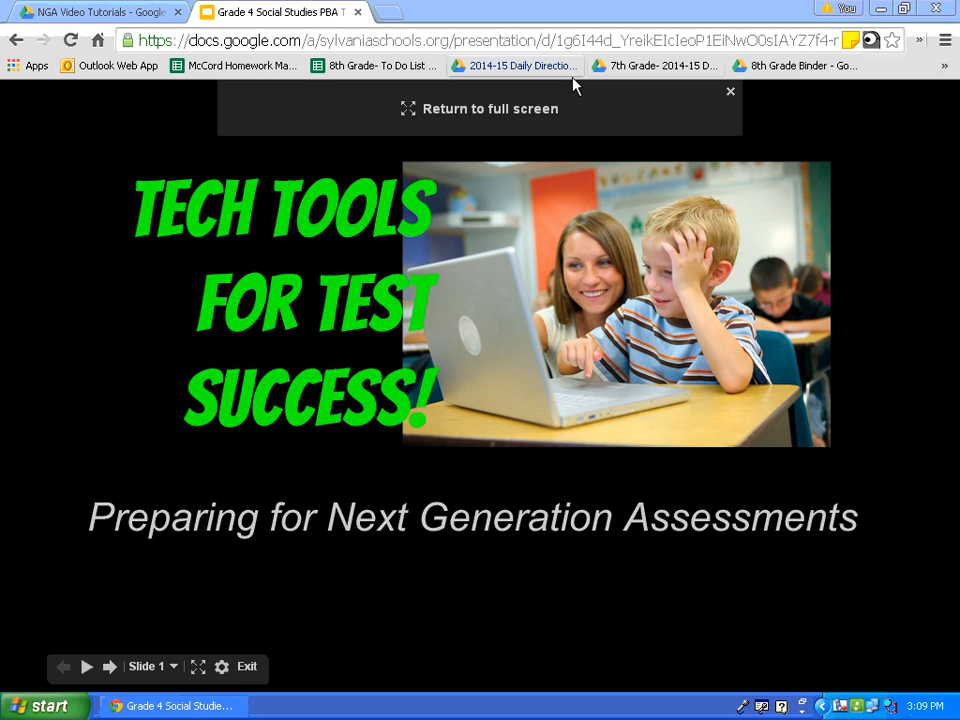 NGA Video Tutorials - Google
Grade 4 Social Studies PBA T
You
https://docs.google.com/a/sylvaniaschools.org/presentation/d/1g6I44d_YreikEIcIeoP1EiNwO0sIAYZ7f4-r
Apps
Outlook Web App
McCord Homework Ma...
8th Grade- To Do List ...
2014-15 Daily Directio...
7th Grade- 2014-15 D...
8th Grade Binder - Go...
»
Return to full screen
TECH TOOLS
FOR TEST
SUCCESS!
Preparing for Next Generation Assessments
Slide 1
Exit
start
Grade 4 Social Studie...
3:09 PM